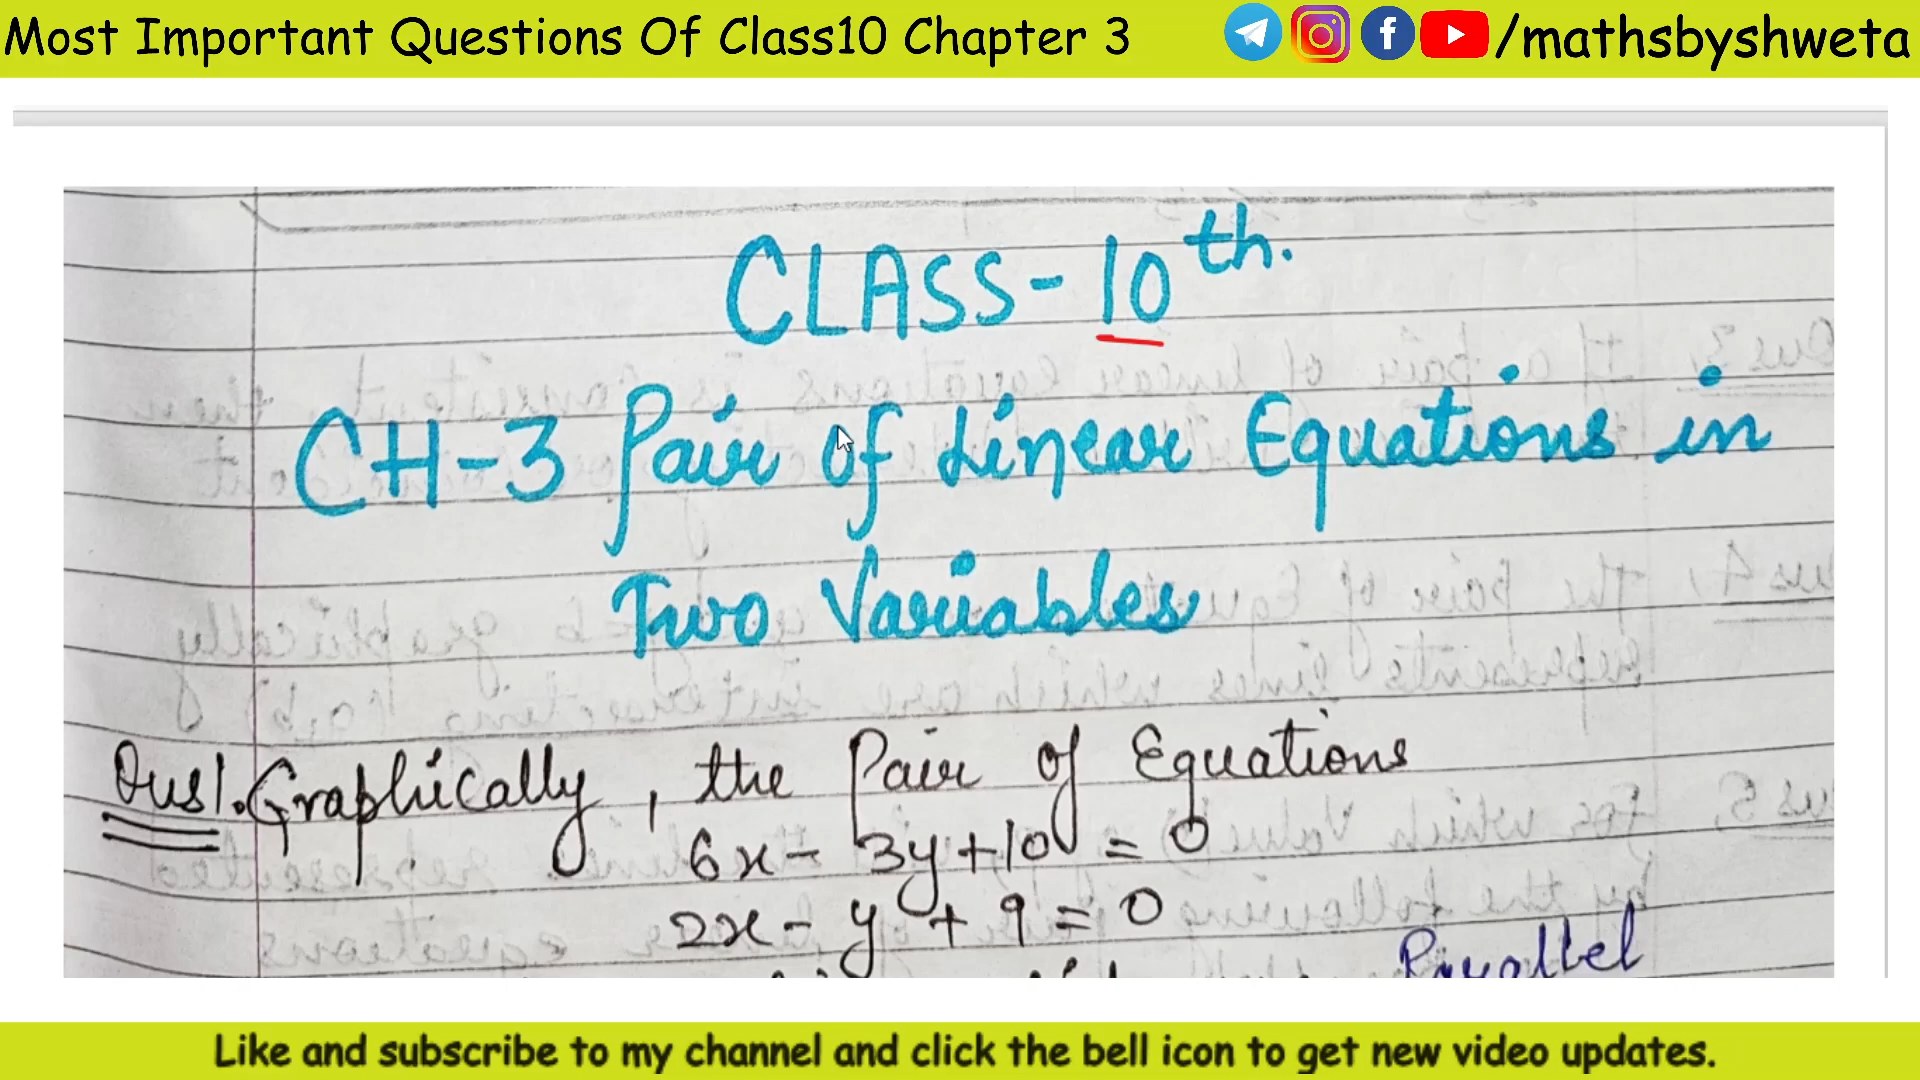 Most Important Questions Of Class10 Chapter 3
/mathsbyshweta
CLASS-10th.
CH-3 Pair of Linear Equations in
Two Variables
Ques1. Graphically, the Pair of Equations
6x - 3y + 10 = 0
2x - y + 9 = 0
Parallel
Like and subscribe to my channel and click the bell icon to get new video updates.